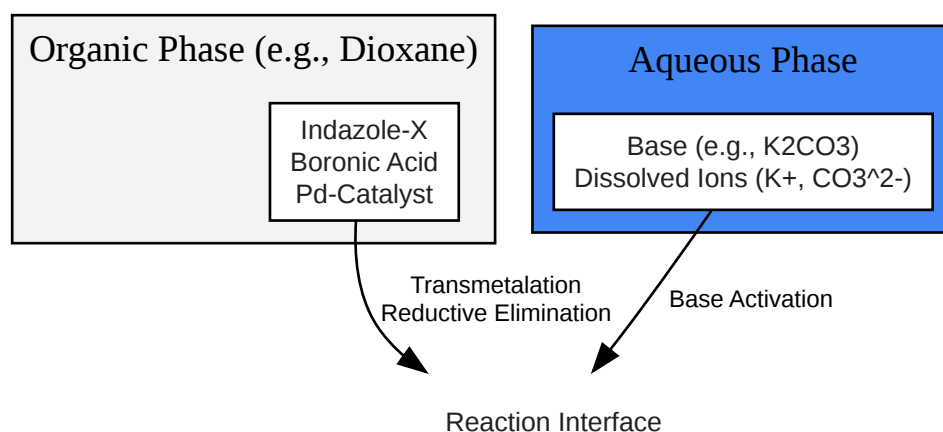 Organic Phase (e.g., Dioxane)
Indazole-X
Boronic Acid
Pd-Catalyst
Aqueous Phase
Base (e.g., K2CO3)
Dissolved Ions (K+, CO3^2-)
Transmetalation
Reductive Elimination
Base Activation
Reaction Interface